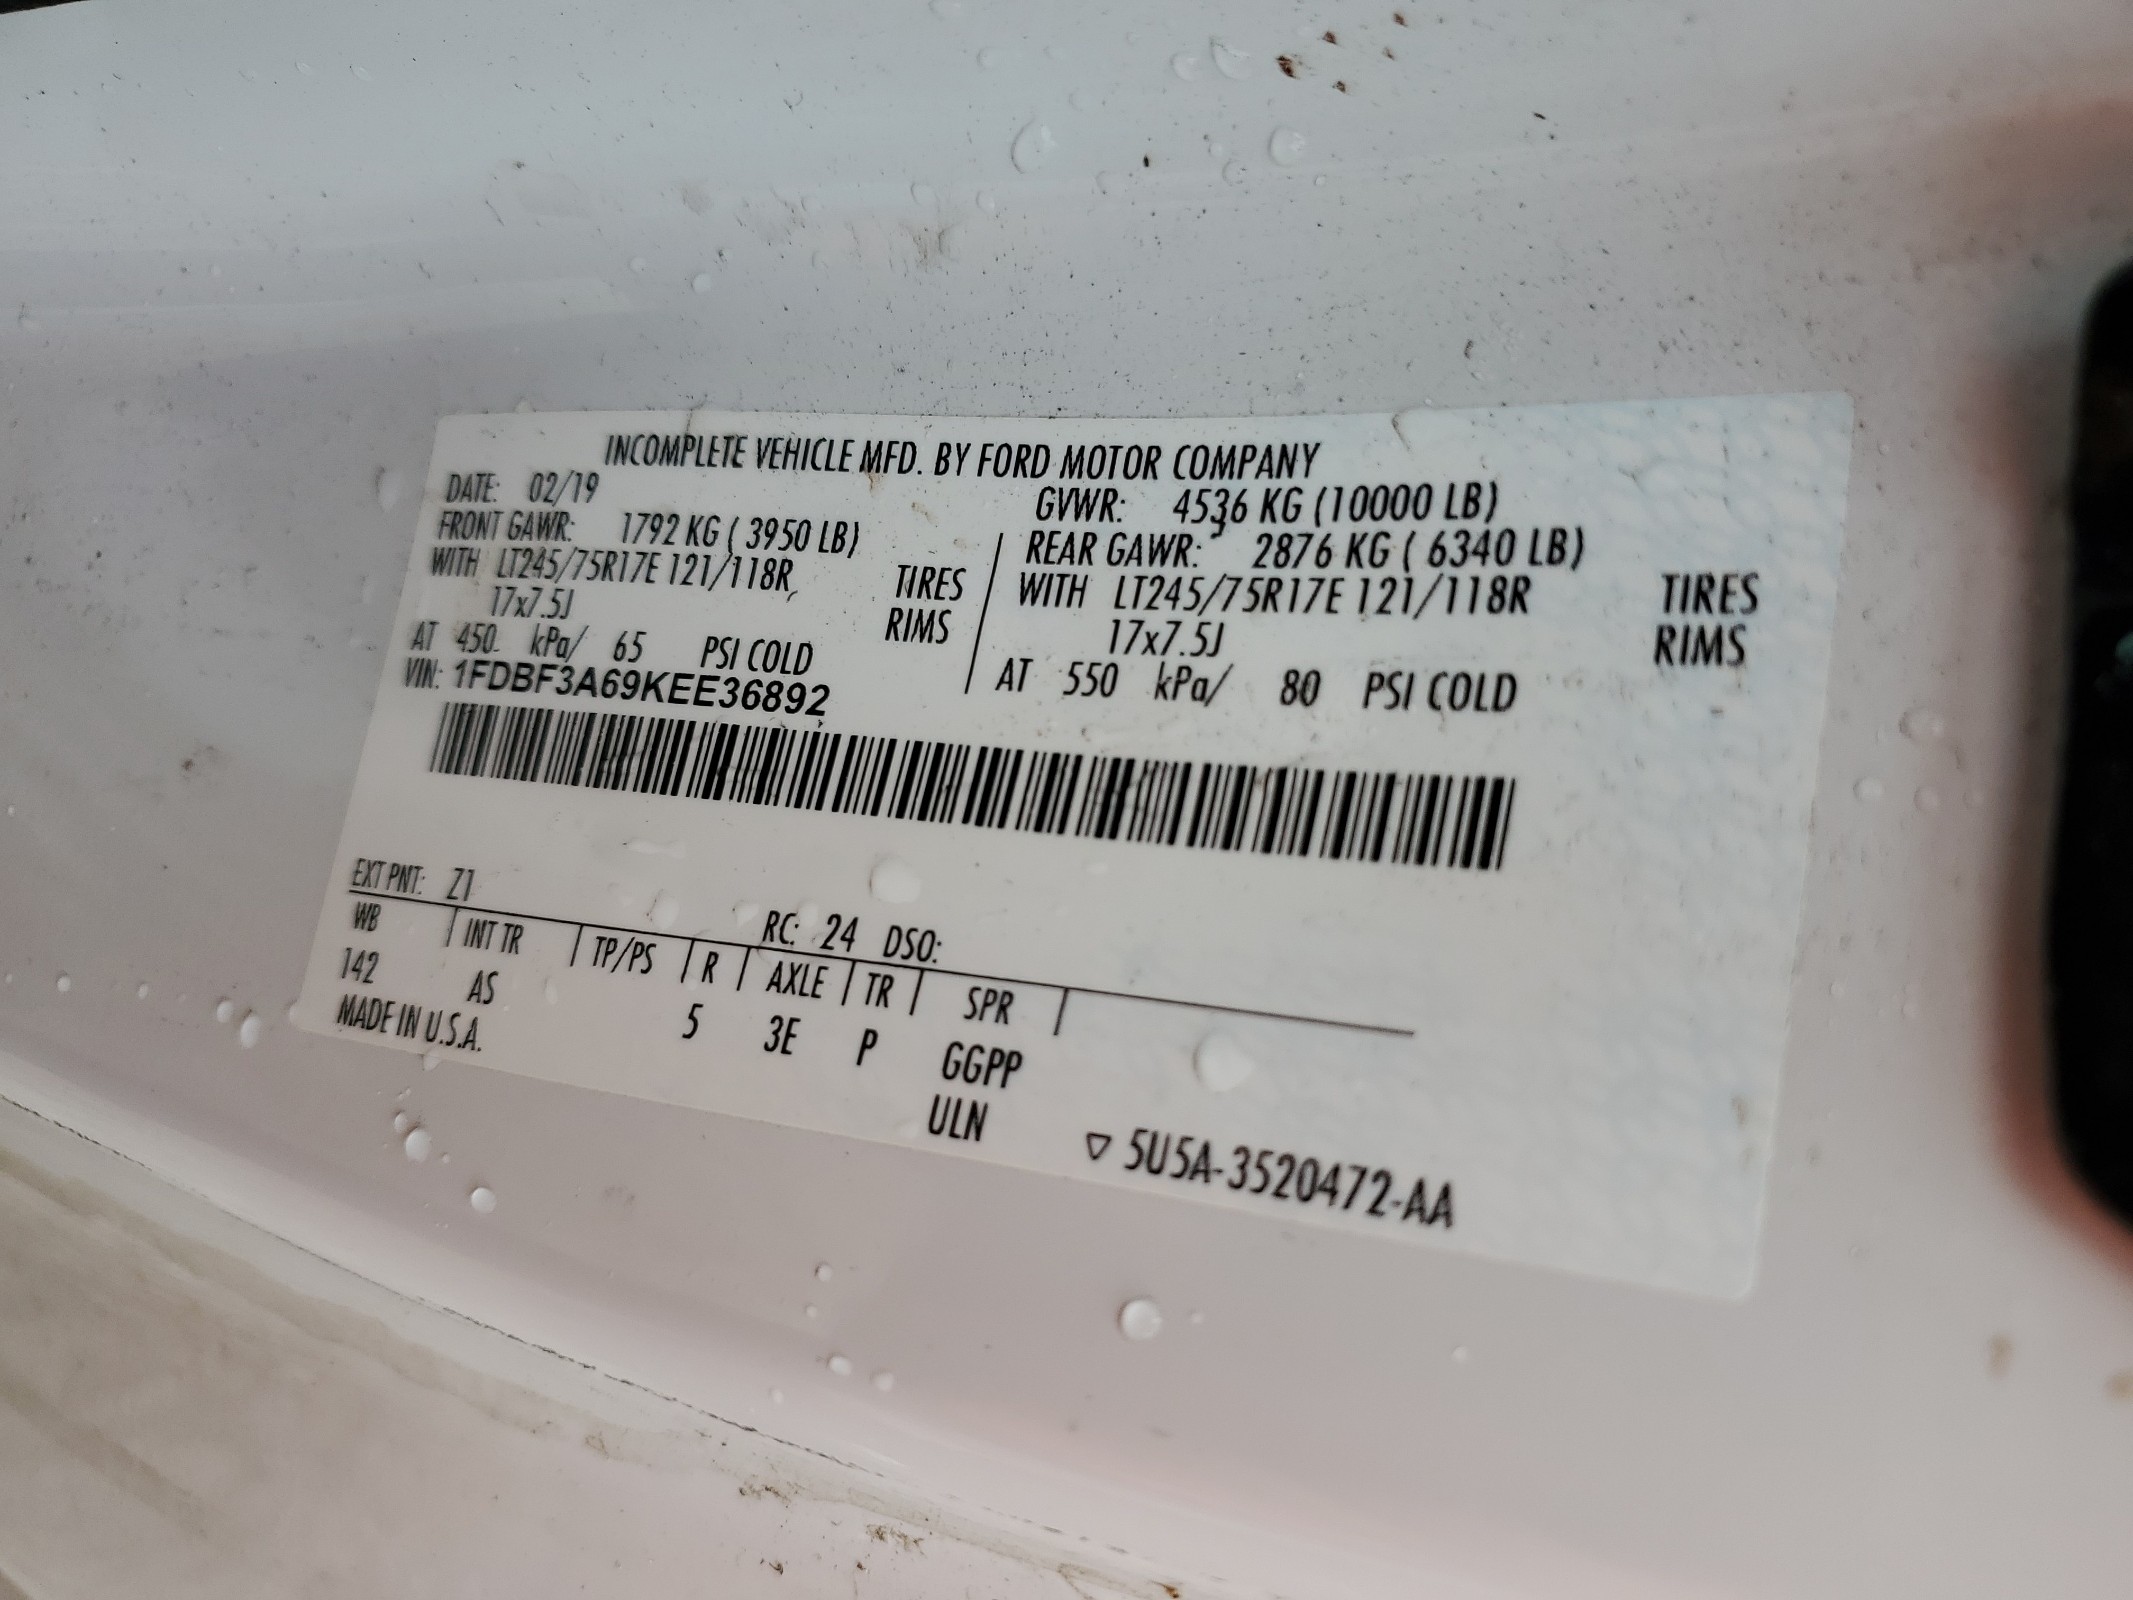 INCOMPLETE VEHICLE MFD. BY FORD MOTOR COMPANY
DATE: 02/19 GVWR: 4536 KG (10000 LB)
FRONT GAWR: 1792 KG ( 3950 LB) REAR GAWR: 2876 KG ( 6340 LB)
WITH LT245/75R17E 121/118R TIRES WITH LT245/75R17E 121/118R TIRES
17x7.5J RIMS 17x7.5J RIMS
AT 450 kPa/ 65 PSI COLD AT 550 kPa/ 80 PSI COLD
VIN: 1FDBF3A69KEE36892
EXT PNT: Z1 RC: 24 DSO:
WB INT TR TP/PS R AXLE TR SPR
142 AS 5 3E P GGPP
MADE IN U.S.A. ULN
▽ 5U5A-3520472-AA